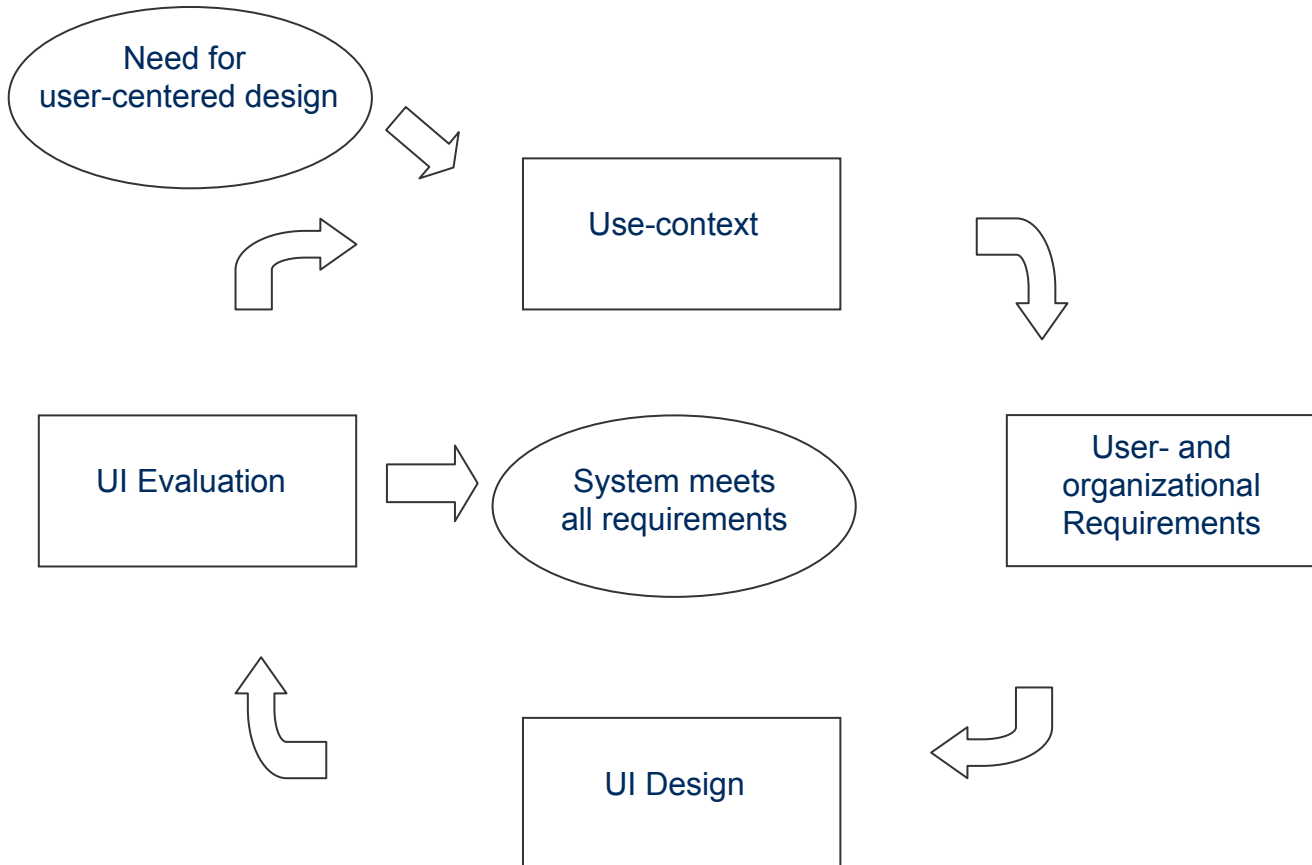 Need for
user-centered design
Use-context
UI Evaluation
System meets
all requirements
User- and
organizational
Requirements
UI Design